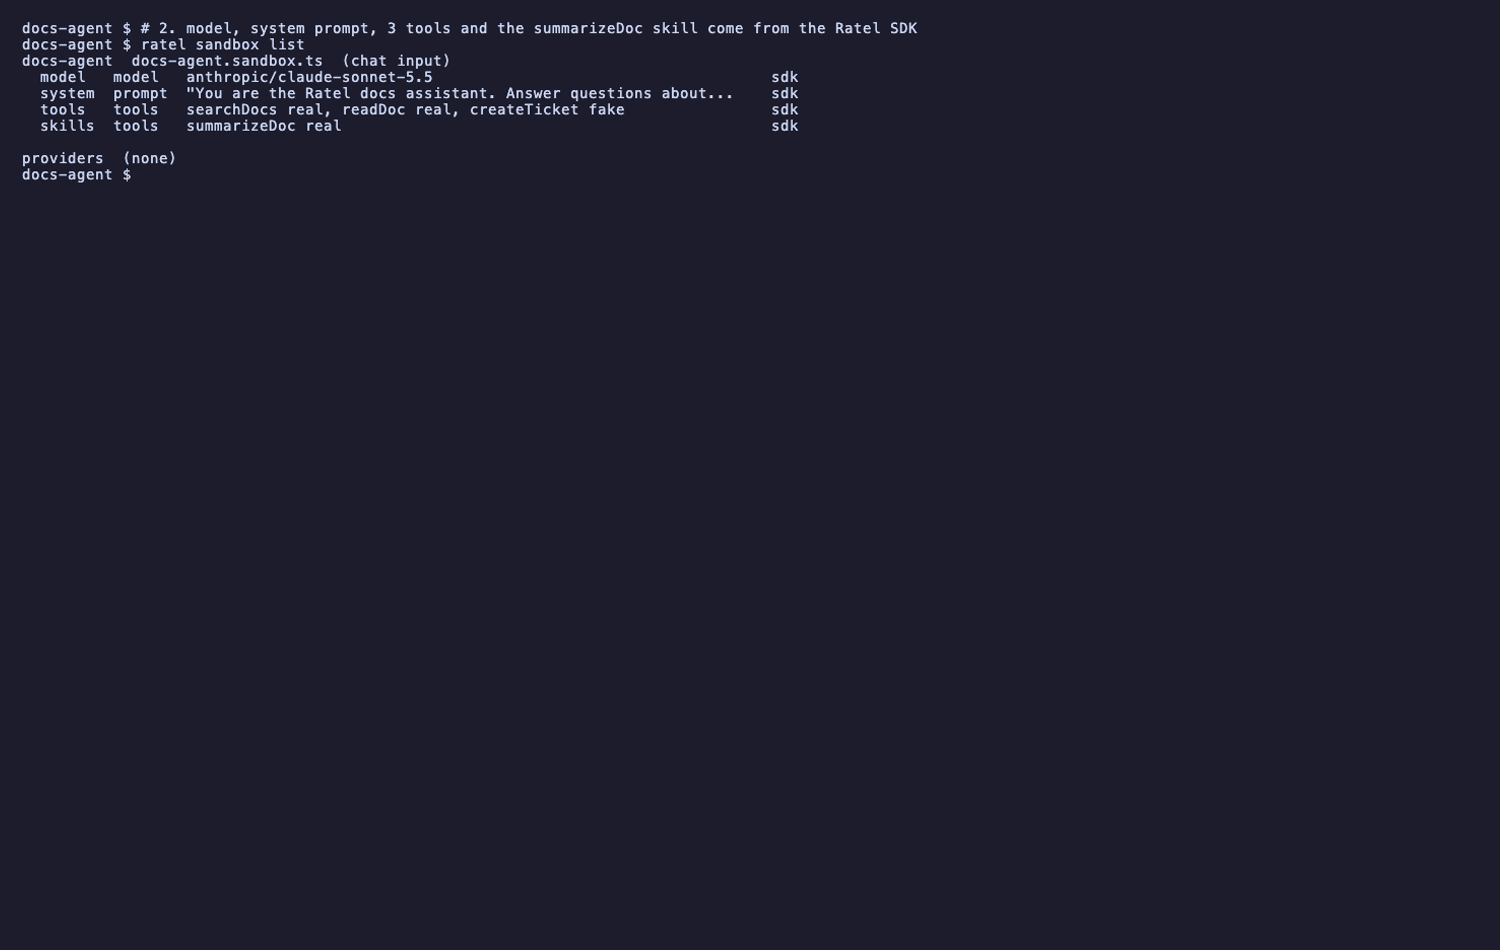 docs-agent $ # 2. model, system prompt, 3 tools and the summarizeDoc skill come from the Ratel SDK
docs-agent $ ratel sandbox list
docs-agent  docs-agent.sandbox.ts  (chat input)
  model   model   anthropic/claude-sonnet-5.5                                     sdk
  system  prompt  "You are the Ratel docs assistant. Answer questions about...    sdk
  tools   tools   searchDocs real, readDoc real, createTicket fake                sdk
  skills  tools   summarizeDoc real                                               sdk

providers  (none)
docs-agent $